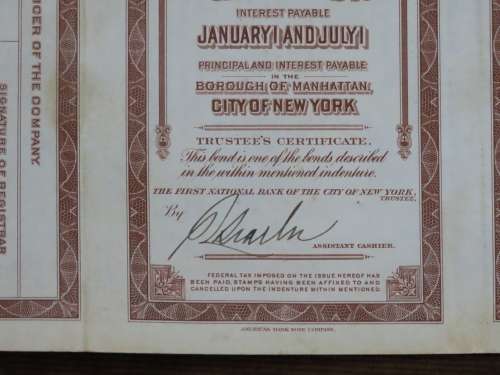 INTEREST PAYABLE
JANUARY 1 AND JULY 1
PRINCIPAL AND INTEREST PAYABLE
IN THE
BOROUGH OF MANHATTAN,
CITY OF NEW YORK
TRUSTEE'S CERTIFICATE.
This bond is one of the bonds described
in the within mentioned indenture.
THE FIRST NATIONAL BANK OF THE CITY OF NEW YORK,
TRUSTEE,
By
ASSISTANT CASHIER.
FEDERAL TAX IMPOSED ON THE ISSUE HEREOF HAS
BEEN PAID, STAMPS HAVING BEEN AFFIXED TO AND
CANCELLED UPON THE INDENTURE WITHIN MENTIONED.
AMERICAN BANK NOTE COMPANY.
ICER OF THE COMPANY.
SIGNATURE OF REGISTRAR